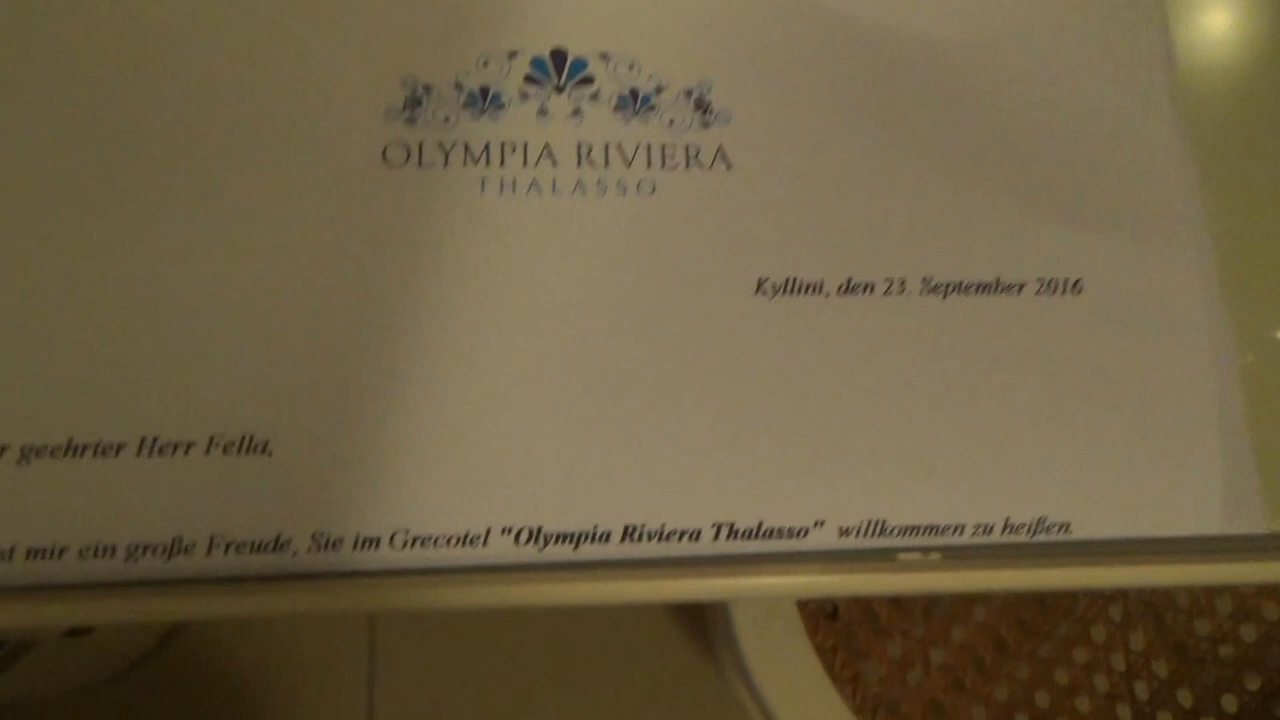 OLYMPIA RIVIERA
THALASSO
Kyllini, den 23. September 2016
r geehrter Herr Fella,
st mir ein große Freude, Sie im Grecotel "Olympia Riviera Thalasso" willkommen zu heißen.